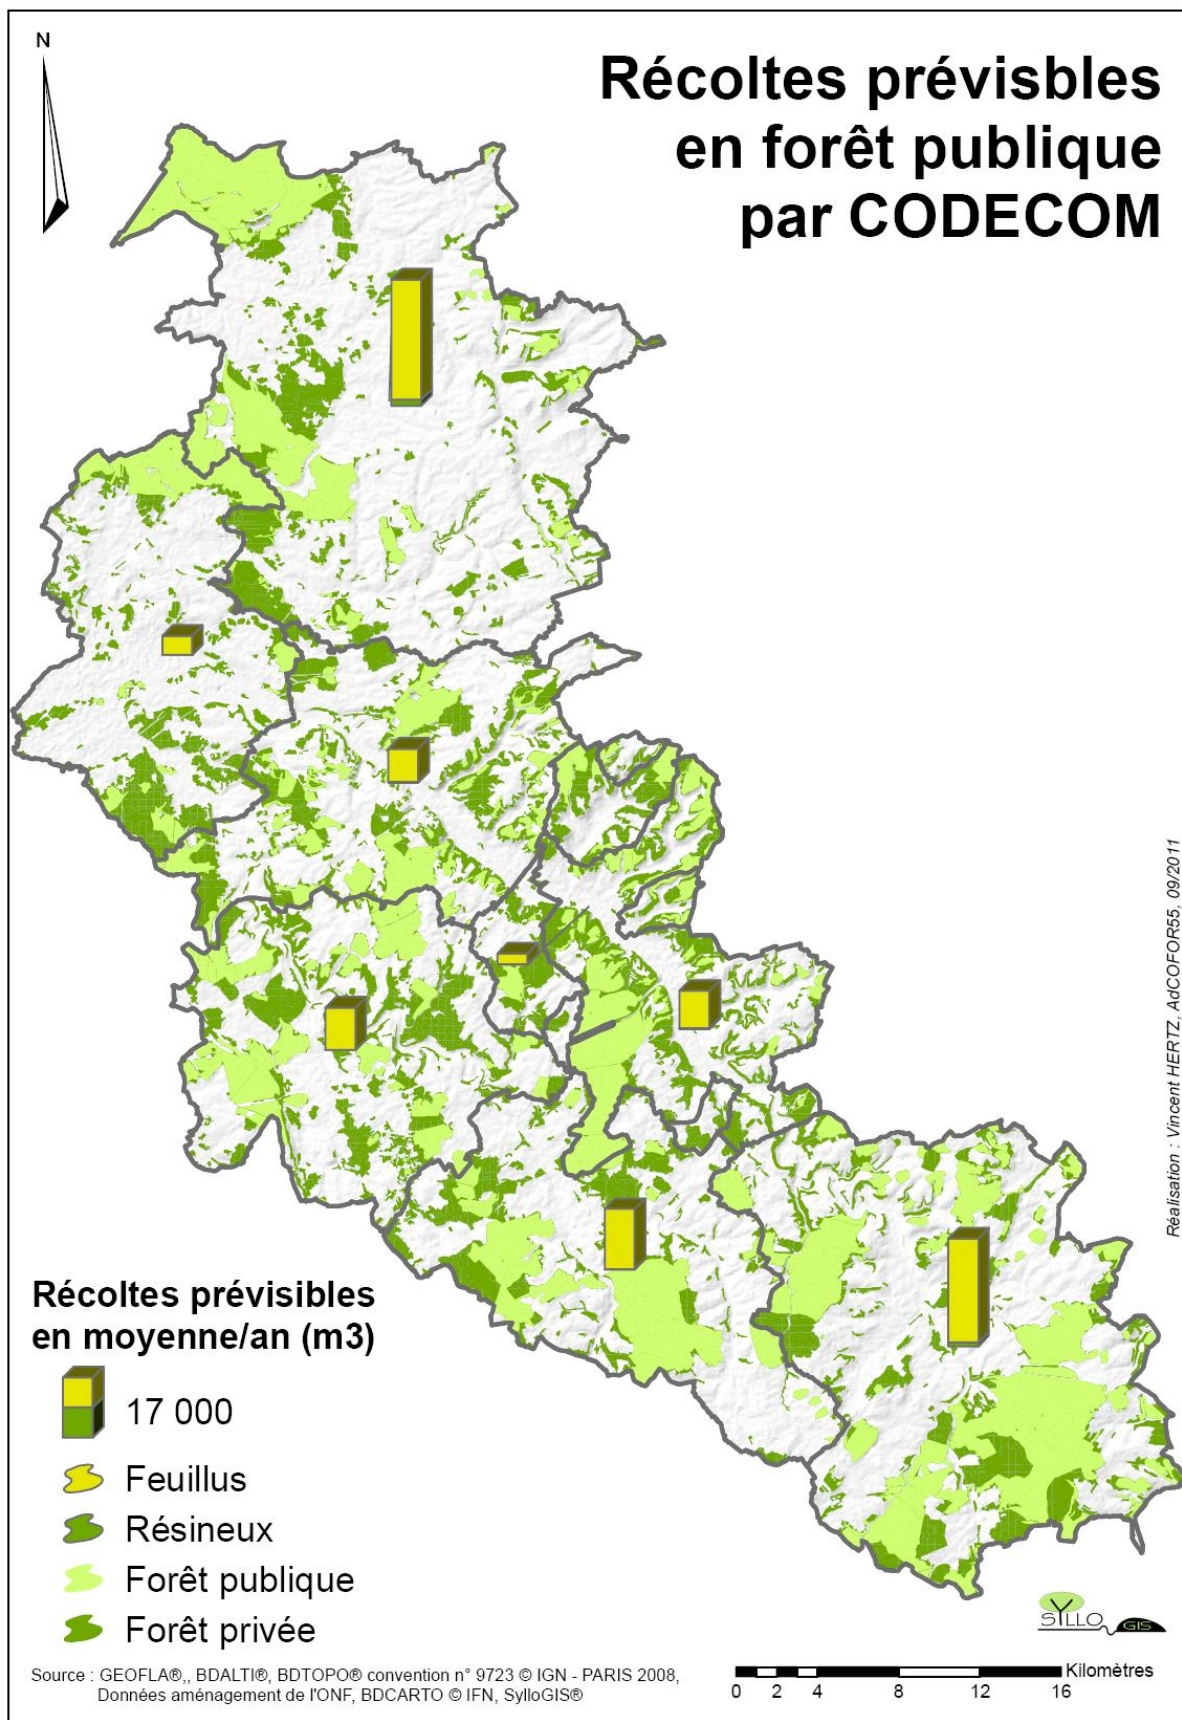 N
Récoltes prévisbles
en forêt publique
par CODECOM
Réalisation : Vincent HERTZ, AdCOFOR55, 09/2011
Récoltes prévisibles
en moyenne/an (m3)
17 000
Feuillus
Résineux
Forêt publique
Forêt privée
SYLLO GIS
Source : GEOFLA®,, BDALTI®, BDTOPO® convention n° 9723 © IGN - PARIS 2008,
Données aménagement de l'ONF, BDCARTO © IFN, SylloGIS®
Kilomètres
0 2 4 8 12 16